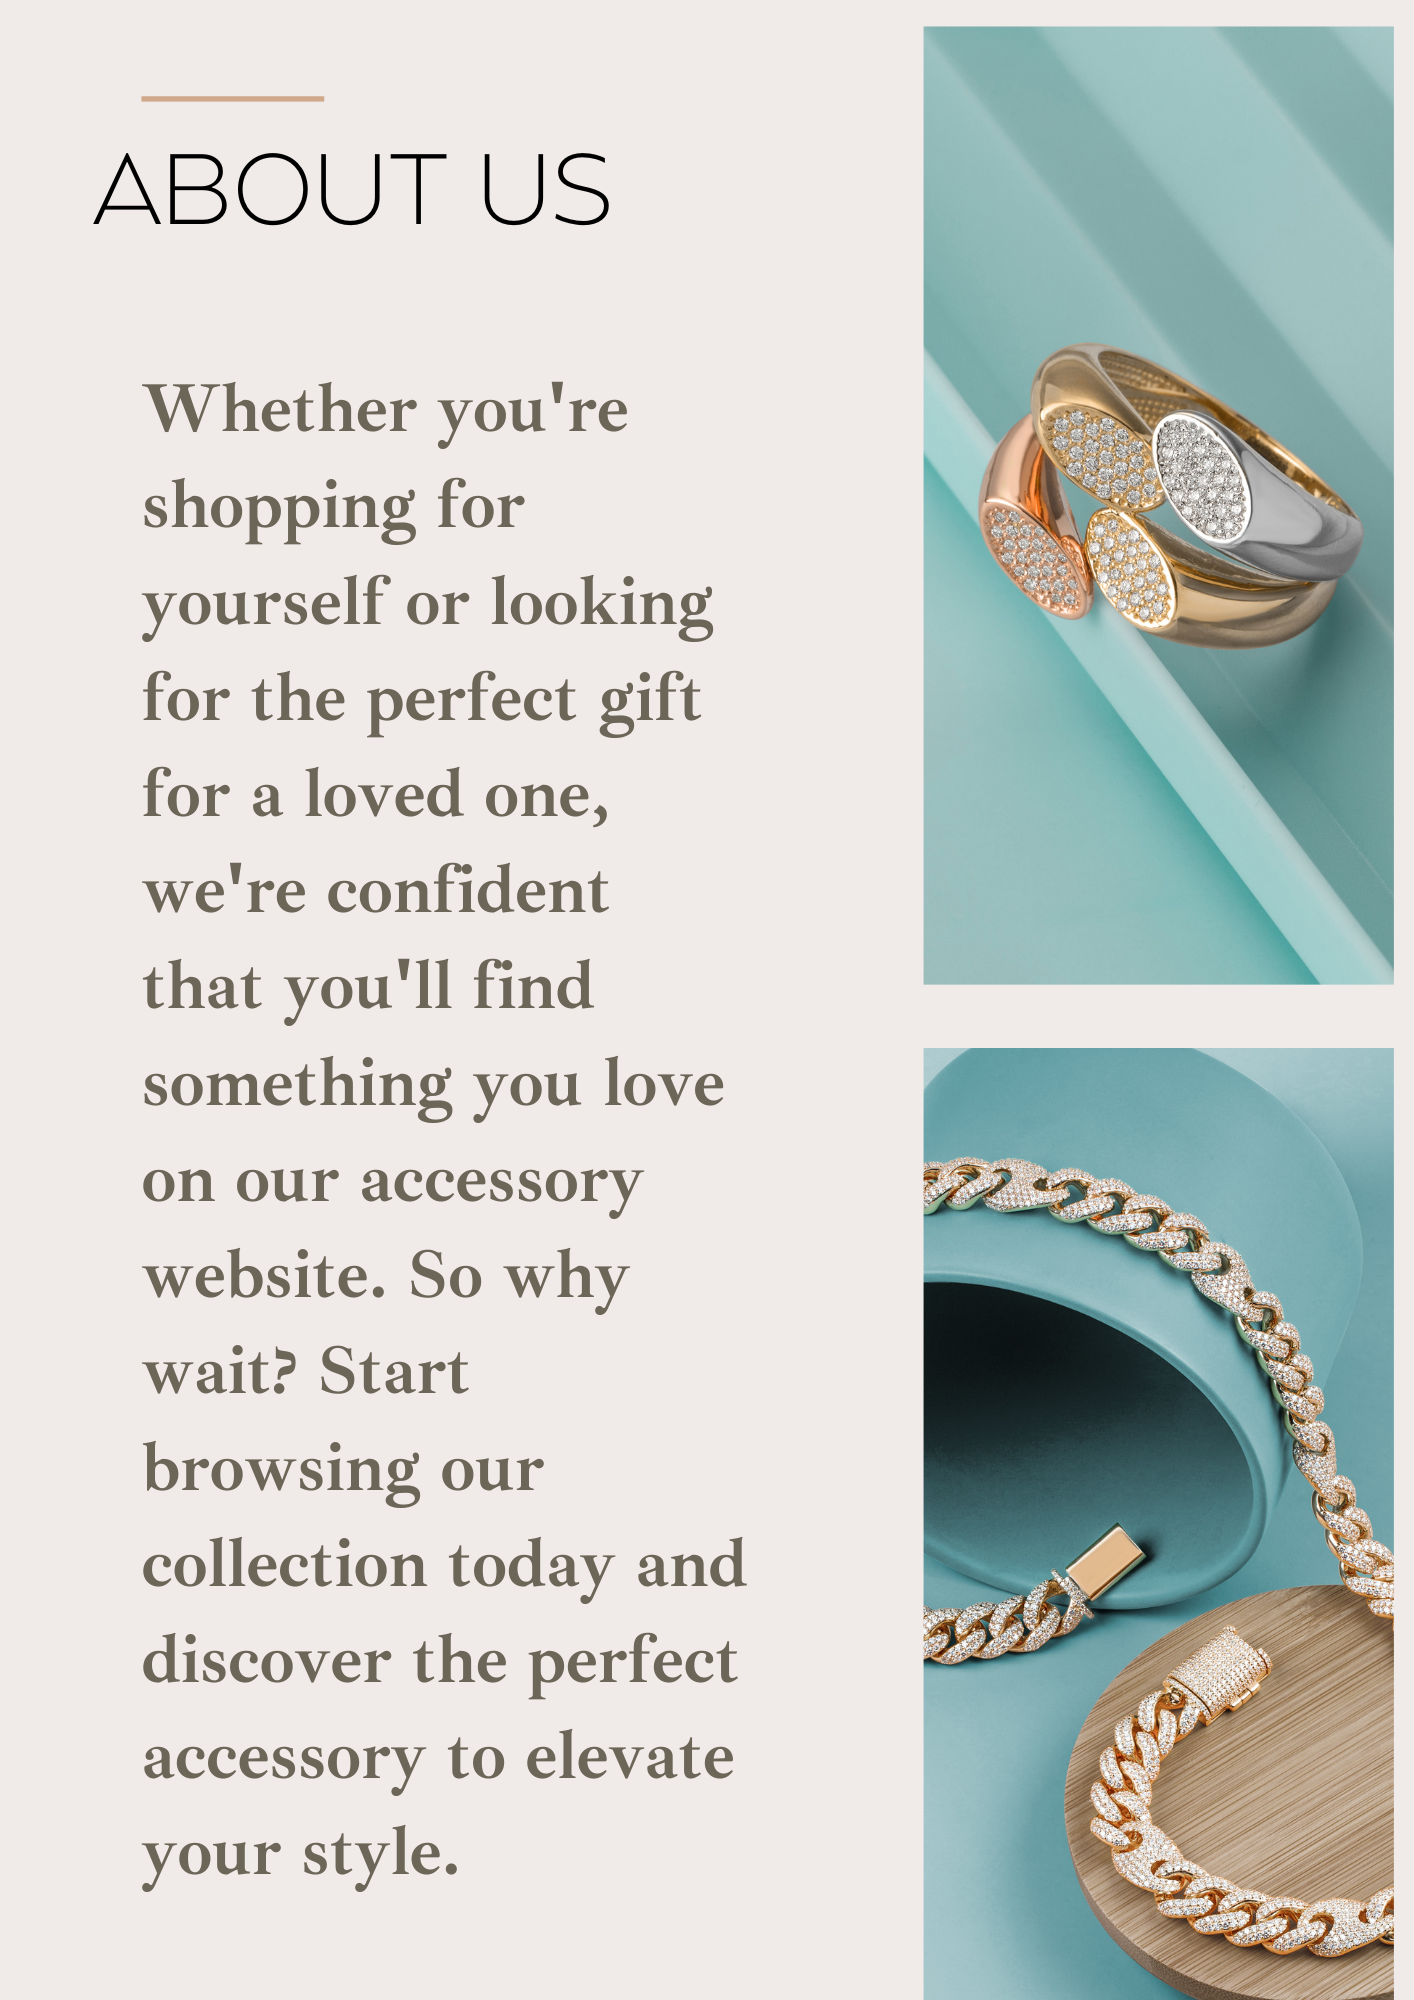 ABOUT US
Whether you're
shopping for
yourself or looking
for the perfect gift
for a loved one,
we're confident
that you'll find
something you love
on our accessory
website. So why
wait? Start
browsing our
collection today and
discover the perfect
accessory to elevate
your style.